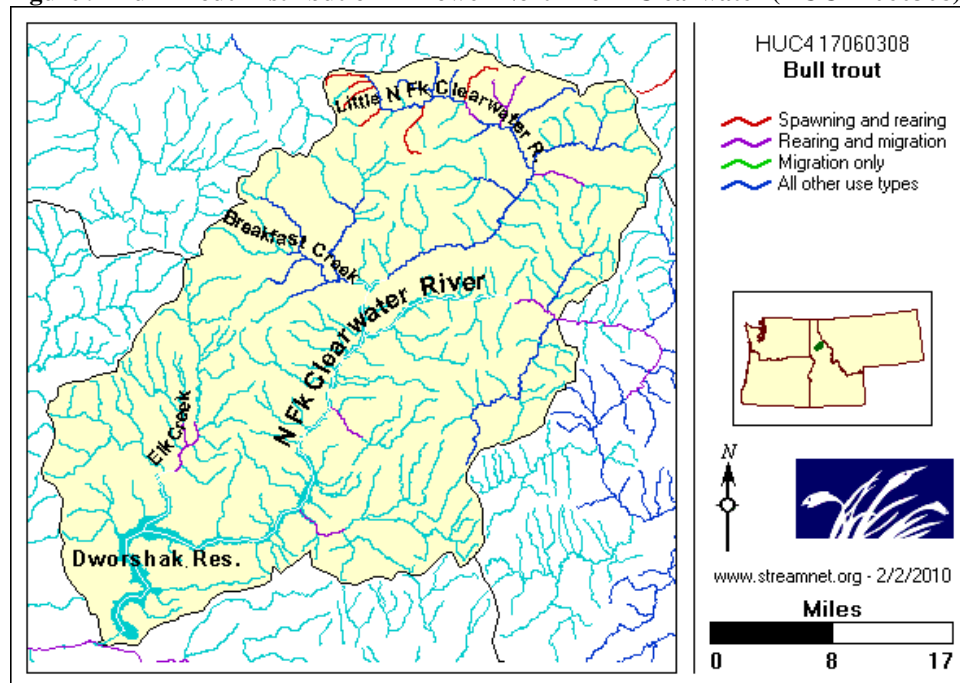 HUC4 17060308
Bull trout
Spawning and rearing
Rearing and migration
Migration only
All other use types
Little N Fk Clearwater R.
Breakfast Creek
N Fk Clearwater River
Elk Creek
Dworshak Res.
N
www.streamnet.org - 2/2/2010
Miles
0 8 17